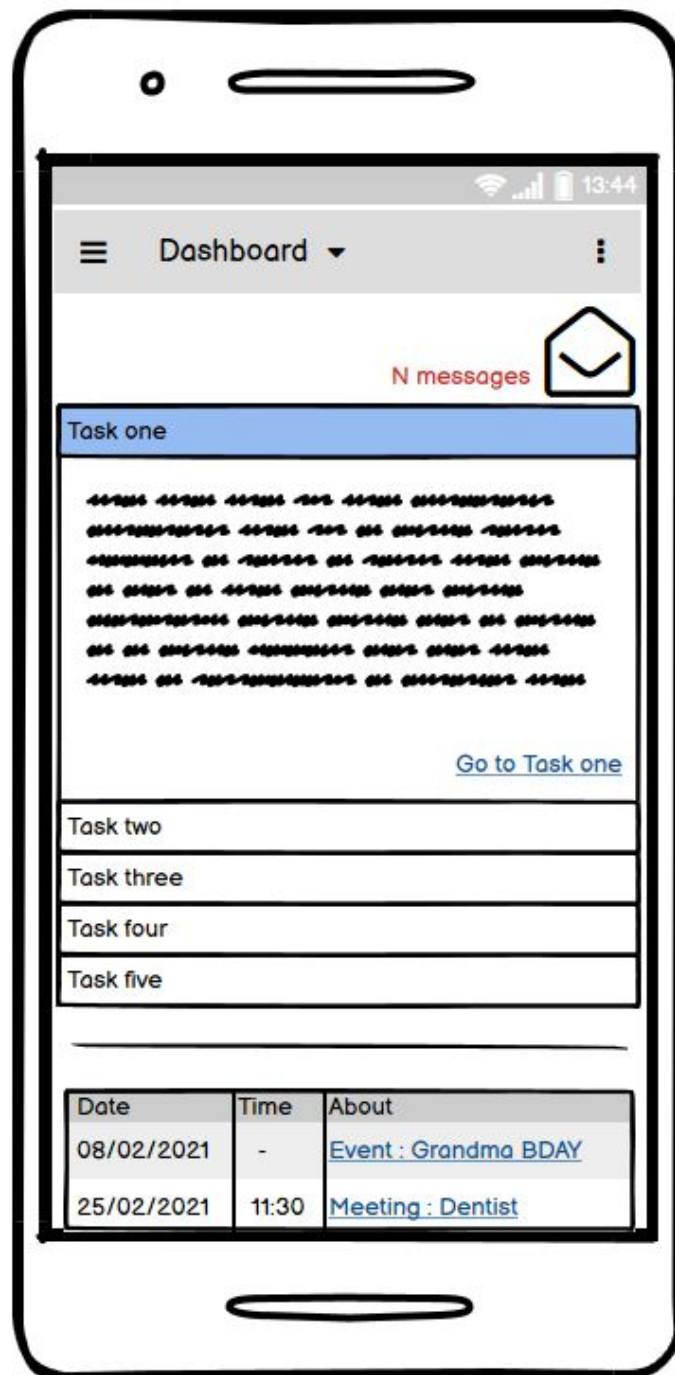 13:44
Dashboard
N messages
Task one
Go to Task one
Task two
Task three
Task four
Task five
Date Time About
08/02/2021 - Event : Grandma BDAY
25/02/2021 11:30 Meeting : Dentist